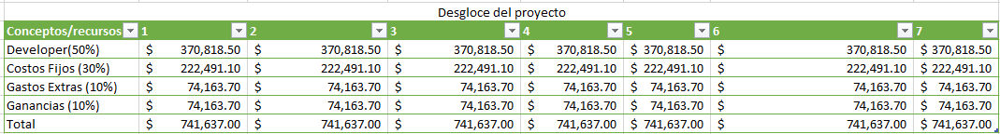 Desgloce del proyecto
Conceptos/recursos 1 2 3 4 5 6 7
Developer(50%) $ 370,818.50 $ 370,818.50 $ 370,818.50 $ 370,818.50 $ 370,818.50 $ 370,818.50 $ 370,818.50
Costos Fijos (30%) $ 222,491.10 $ 222,491.10 $ 222,491.10 $ 222,491.10 $ 222,491.10 $ 222,491.10 $ 222,491.10
Gastos Extras (10%) $ 74,163.70 $ 74,163.70 $ 74,163.70 $ 74,163.70 $ 74,163.70 $ 74,163.70 $ 74,163.70
Ganancias (10%) $ 74,163.70 $ 74,163.70 $ 74,163.70 $ 74,163.70 $ 74,163.70 $ 74,163.70 $ 74,163.70
Total $ 741,637.00 $ 741,637.00 $ 741,637.00 $ 741,637.00 $ 741,637.00 $ 741,637.00 $ 741,637.00